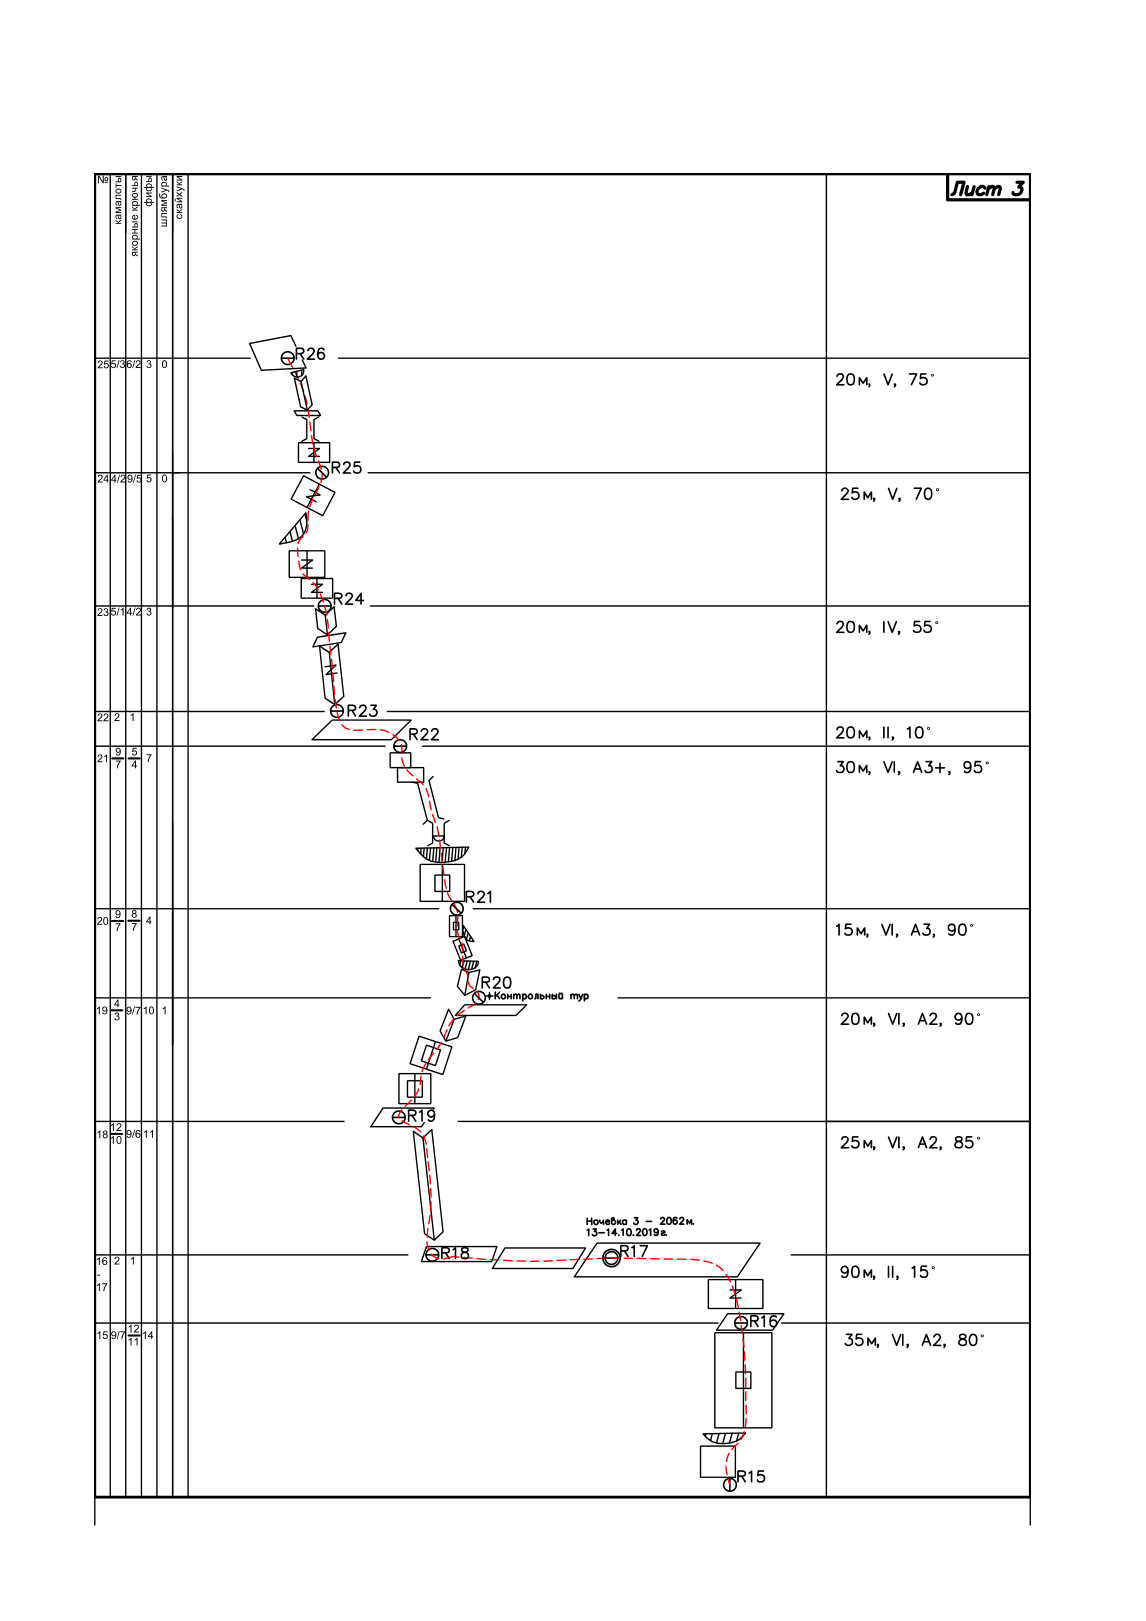 №
камалоты
якорные крючья
фифы
шлямбура
скайхуки
Лист 3
R26
25 5/3 6/2 3 0
20м, V, 75°
R25
24 4/2 9/5 5 0
25м, V, 70°
R24
23 5/1 4/2 3
20м, IV, 55°
R23
22 2 1
20м, II, 10°
R22
21 9/7 5/4 7
30м, VI, А3+, 95°
R21
20 9/7 8/7 4
15м, VI, А3, 90°
R20
+Контрольный тур
19 4/3 9/7 10 1
20м, VI, А2, 90°
R19
18 12/10 9/6 11
25м, VI, А2, 85°
Ночевка 3 – 2062м.
13–14.10.2019г.
R18
R17
16 2 1
-
17
90м, II, 15°
R16
15 9/7 12/11 14
35м, VI, А2, 80°
R15